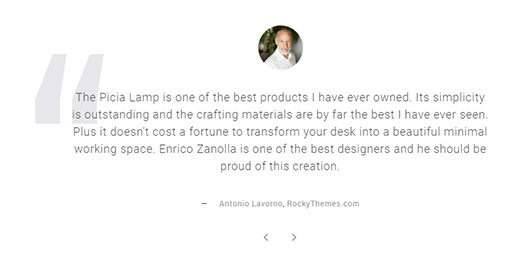 The Picia Lamp is one of the best products I have ever owned. Its simplicity
is outstanding and the crafting materials are by far the best I have ever seen.
Plus it doesn't cost a fortune to transform your desk into a beautiful minimal
working space. Enrico Zanolla is one of the best designers and he should be
proud of this creation.
– Antonio Lavorno, RockyThemes.com